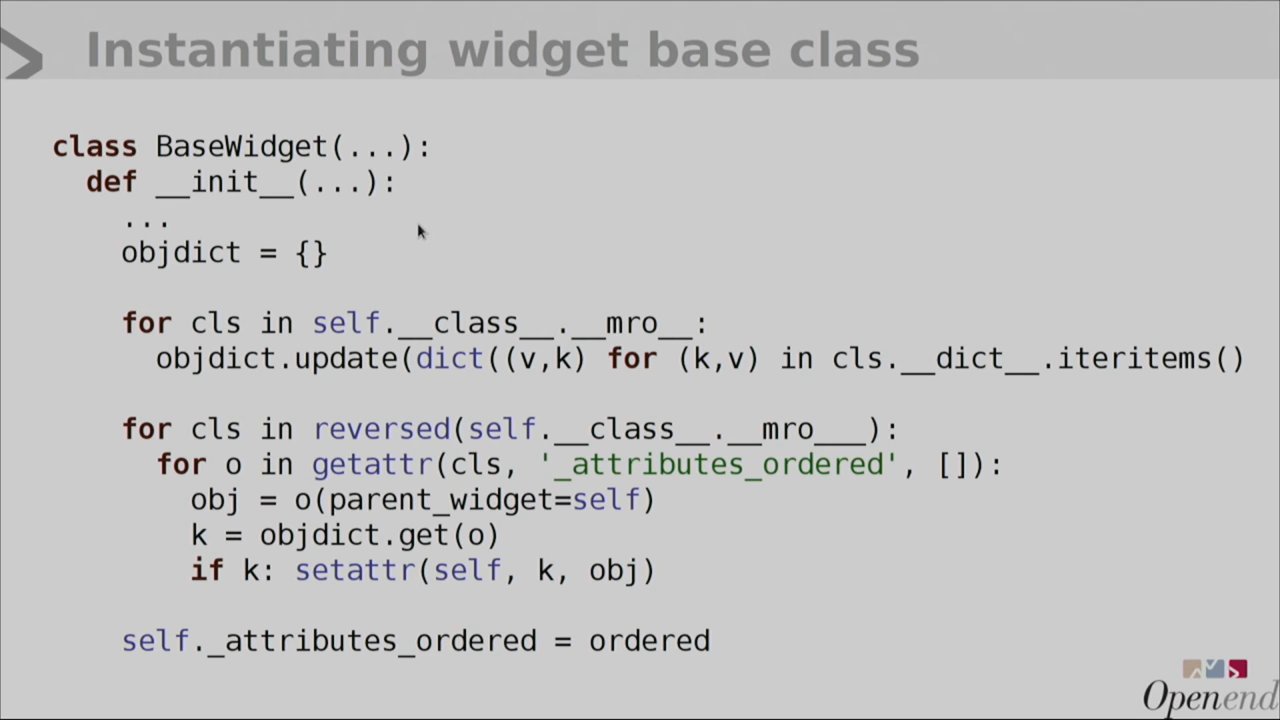 Instantiating widget base class
class BaseWidget(...):
def __init__(...):
...
objdict = {}
for cls in self.__class__.__mro__:
objdict.update(dict((v,k) for (k,v) in cls.__dict__.iteritems()
for cls in reversed(self.__class__.__mro___):
for o in getattr(cls, '_attributes_ordered', []):
obj = o(parent_widget=self)
k = objdict.get(o)
if k: setattr(self, k, obj)
self._attributes_ordered = ordered
Openend